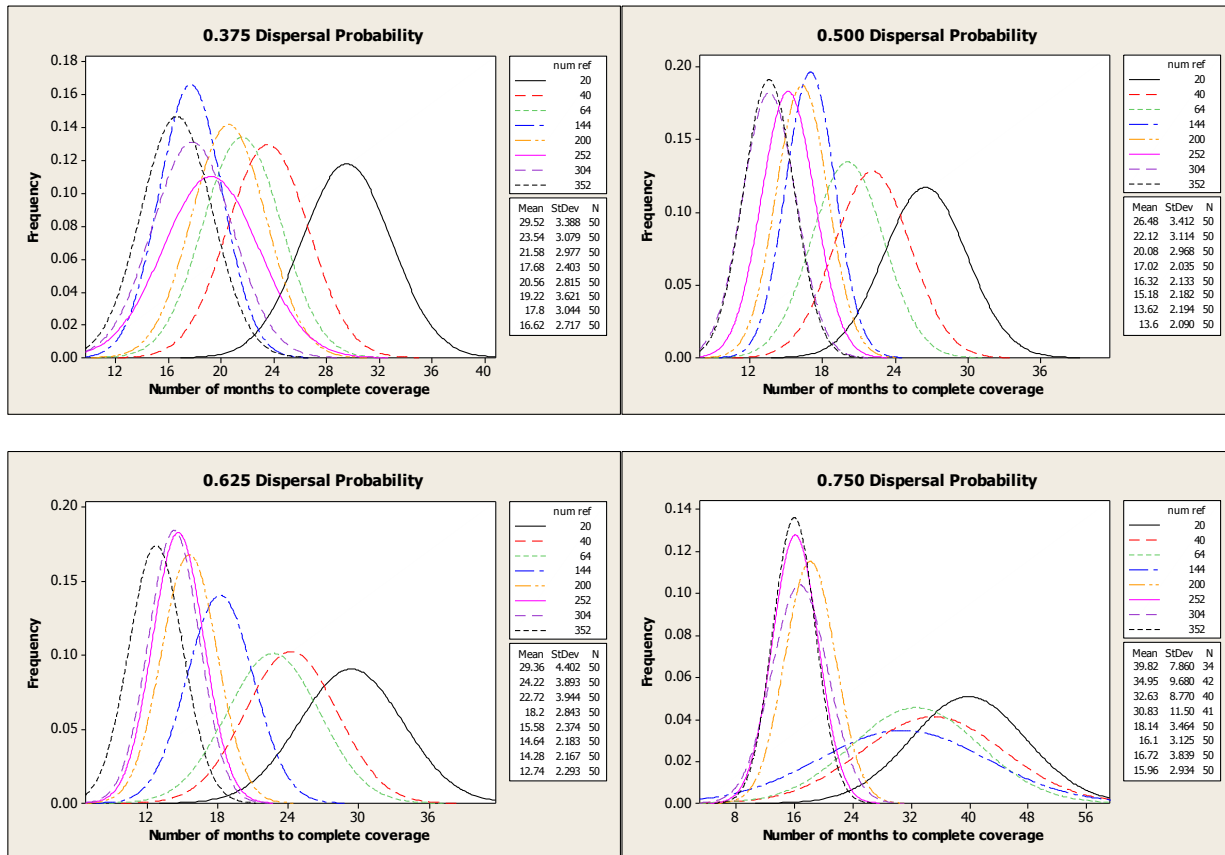 0.375 Dispersal Probability
0.18
0.16
0.14
0.12
0.10
0.08
0.06
0.04
0.02
0.00
Frequency
12 16 20 24 28 32 36 40
Number of months to complete coverage
num ref
20
40
64
144
200
252
304
352
Mean StDev N
29.52 3.388 50
23.54 3.079 50
21.58 2.977 50
17.68 2.403 50
20.56 2.815 50
19.22 3.621 50
17.8 3.044 50
16.62 2.717 50
0.500 Dispersal Probability
0.20
0.15
0.10
0.05
0.00
Frequency
12 18 24 30 36
Number of months to complete coverage
num ref
20
40
64
144
200
252
304
352
Mean StDev N
26.48 3.412 50
22.12 3.114 50
20.08 2.968 50
17.02 2.035 50
16.32 2.133 50
15.18 2.182 50
13.62 2.194 50
13.6 2.090 50
0.625 Dispersal Probability
0.20
0.15
0.10
0.05
0.00
Frequency
12 18 24 30 36
Number of months to complete coverage
num ref
20
40
64
144
200
252
304
352
Mean StDev N
29.36 4.402 50
24.22 3.893 50
22.72 3.944 50
18.2 2.843 50
15.58 2.374 50
14.64 2.183 50
14.28 2.167 50
12.74 2.293 50
0.750 Dispersal Probability
0.14
0.12
0.10
0.08
0.06
0.04
0.02
0.00
Frequency
8 16 24 32 40 48 56
Number of months to complete coverage
num ref
20
40
64
144
200
252
304
352
Mean StDev N
39.82 7.860 34
34.95 9.680 42
32.63 8.770 40
30.83 11.50 41
18.14 3.464 50
16.1 3.125 50
16.72 3.839 50
15.96 2.934 50